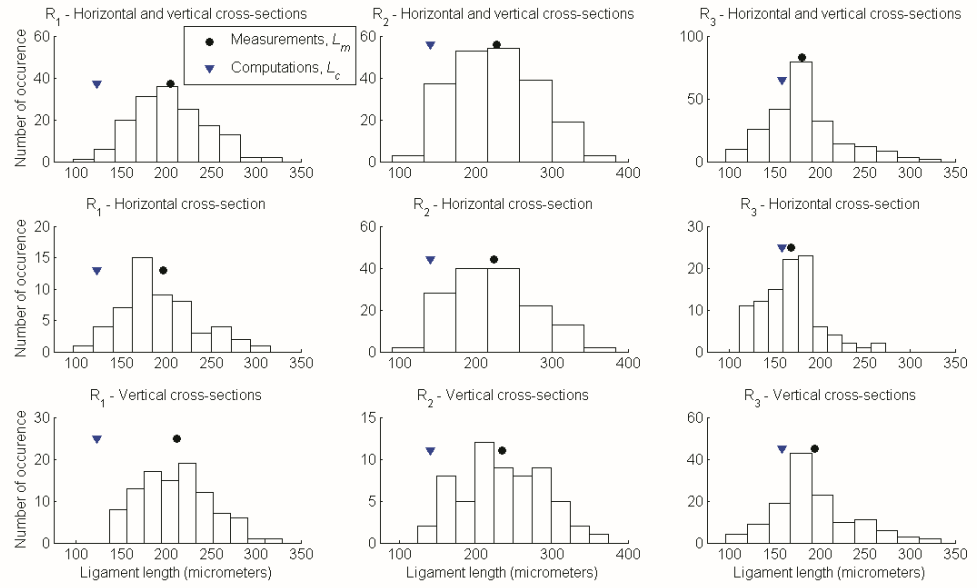 R1 - Horizontal and vertical cross-sections
R2 - Horizontal and vertical cross-sections
R3 - Horizontal and vertical cross-sections
Measurements, Lm
Computations, Lc
Number of occurence
60
40
20
0
100 150 200 250 300 350
60
40
20
0
100 200 300 400
100
50
0
100 150 200 250 300 350
R1 - Horizontal cross-section
R2 - Horizontal cross-section
R3 - Horizontal cross-section
Number of occurence
20
15
10
5
0
100 150 200 250 300 350
60
40
20
0
100 200 300 400
30
20
10
0
100 150 200 250 300 350
R1 - Vertical cross-sections
R2 - Vertical cross-sections
R3 - Vertical cross-sections
Number of occurence
30
20
10
0
100 150 200 250 300 350
Ligament length (micrometers)
15
10
5
0
100 200 300 400
Ligament length (micrometers)
60
40
20
0
100 150 200 250 300 350
Ligament length (micrometers)